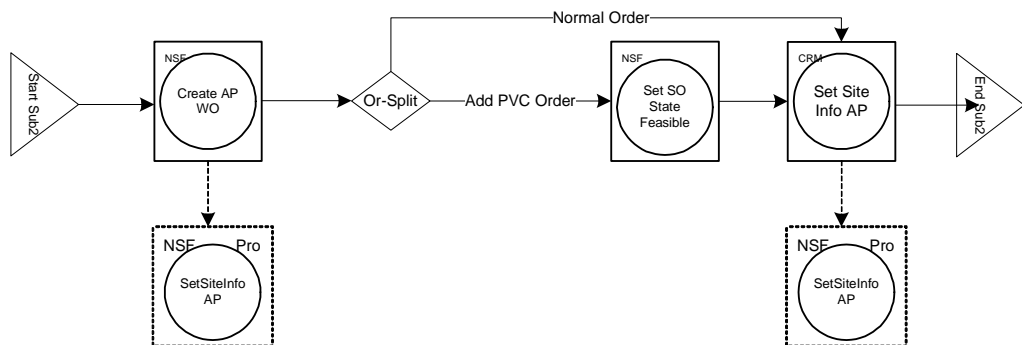 Normal Order
Start Sub2
NSF
Create AP
WO
Or-Split
Add PVC Order
NSF
Set SO
State
Feasible
CRM
Set Site
Info AP
End Sub2
NSF Pro
SetSiteInfo
AP
NSF Pro
SetSiteInfo
AP